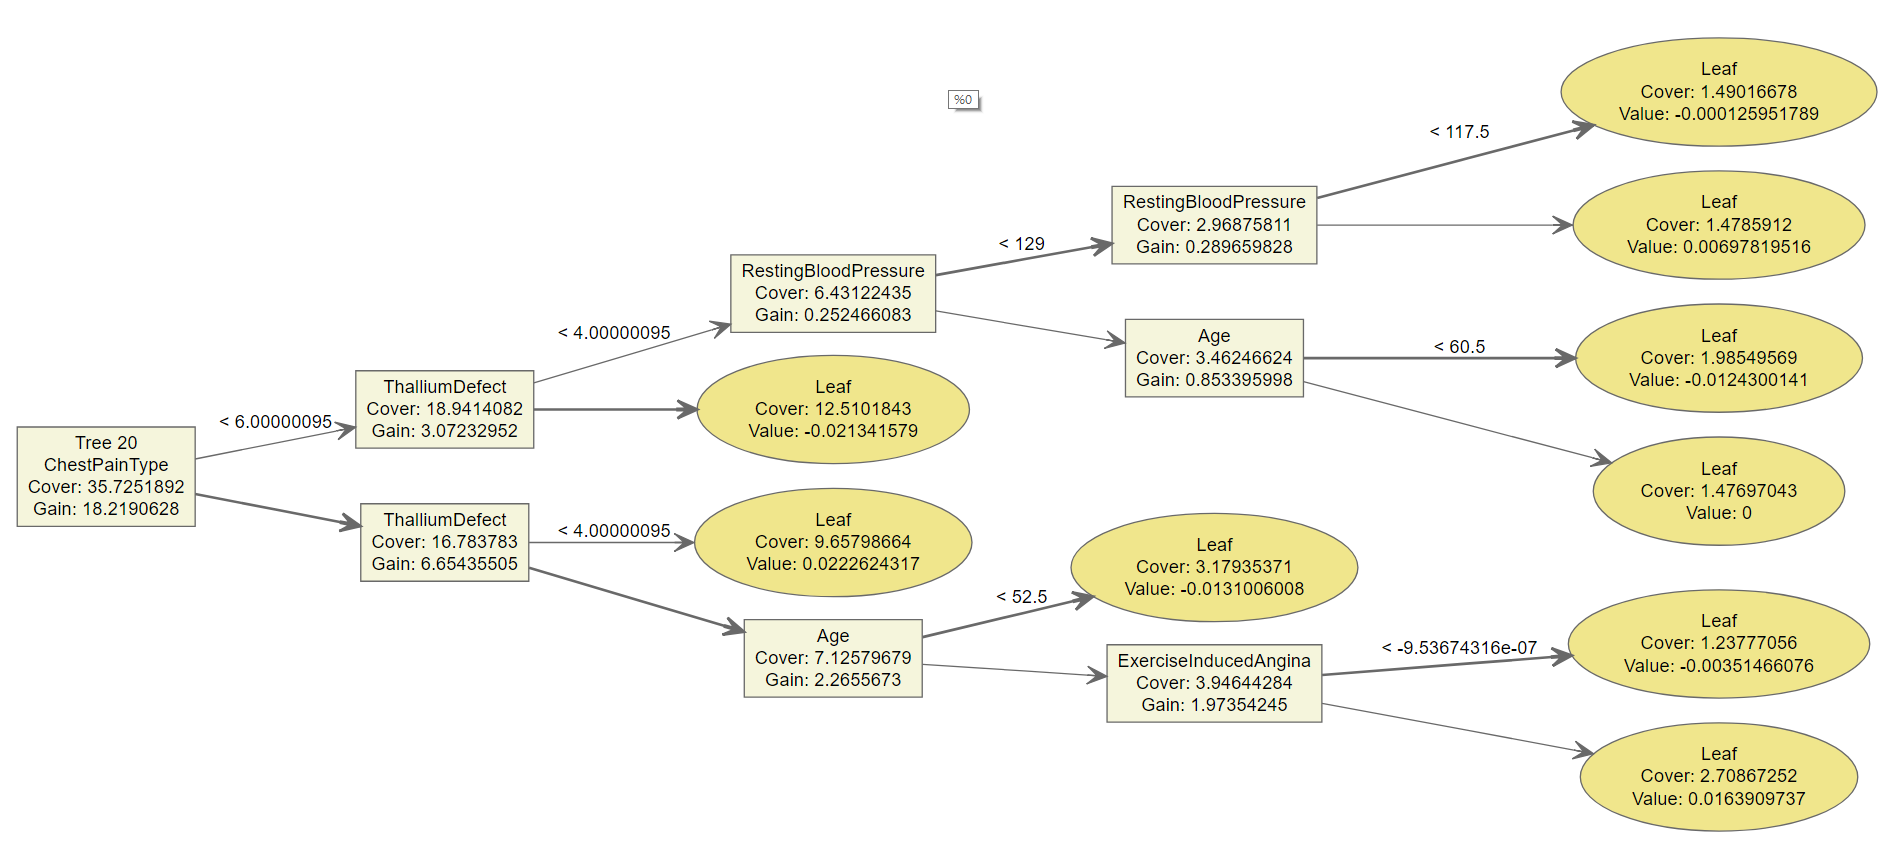 Tree 20
ChestPainType
Cover: 35.7251892
Gain: 18.2190628
< 6.00000095
ThalliumDefect
Cover: 18.9414082
Gain: 3.07232952
ThalliumDefect
Cover: 16.783783
Gain: 6.65435505
< 4.00000095
< 4.00000095
RestingBloodPressure
Cover: 6.43122435
Gain: 0.252466083
Leaf
Cover: 12.5101843
Value: -0.021341579
Leaf
Cover: 9.65798664
Value: 0.0222624317
Age
Cover: 7.12579679
Gain: 2.2655673
%0
< 129
< 52.5
RestingBloodPressure
Cover: 2.96875811
Gain: 0.289659828
Age
Cover: 3.46246624
Gain: 0.853395998
Leaf
Cover: 3.17935371
Value: -0.0131006008
ExerciseInducedAngina
Cover: 3.94644284
Gain: 1.97354245
< 117.5
< 60.5
< -9.53674316e-07
Leaf
Cover: 1.49016678
Value: -0.000125951789
Leaf
Cover: 1.4785912
Value: 0.00697819516
Leaf
Cover: 1.98549569
Value: -0.0124300141
Leaf
Cover: 1.47697043
Value: 0
Leaf
Cover: 1.23777056
Value: -0.00351466076
Leaf
Cover: 2.70867252
Value: 0.0163909737